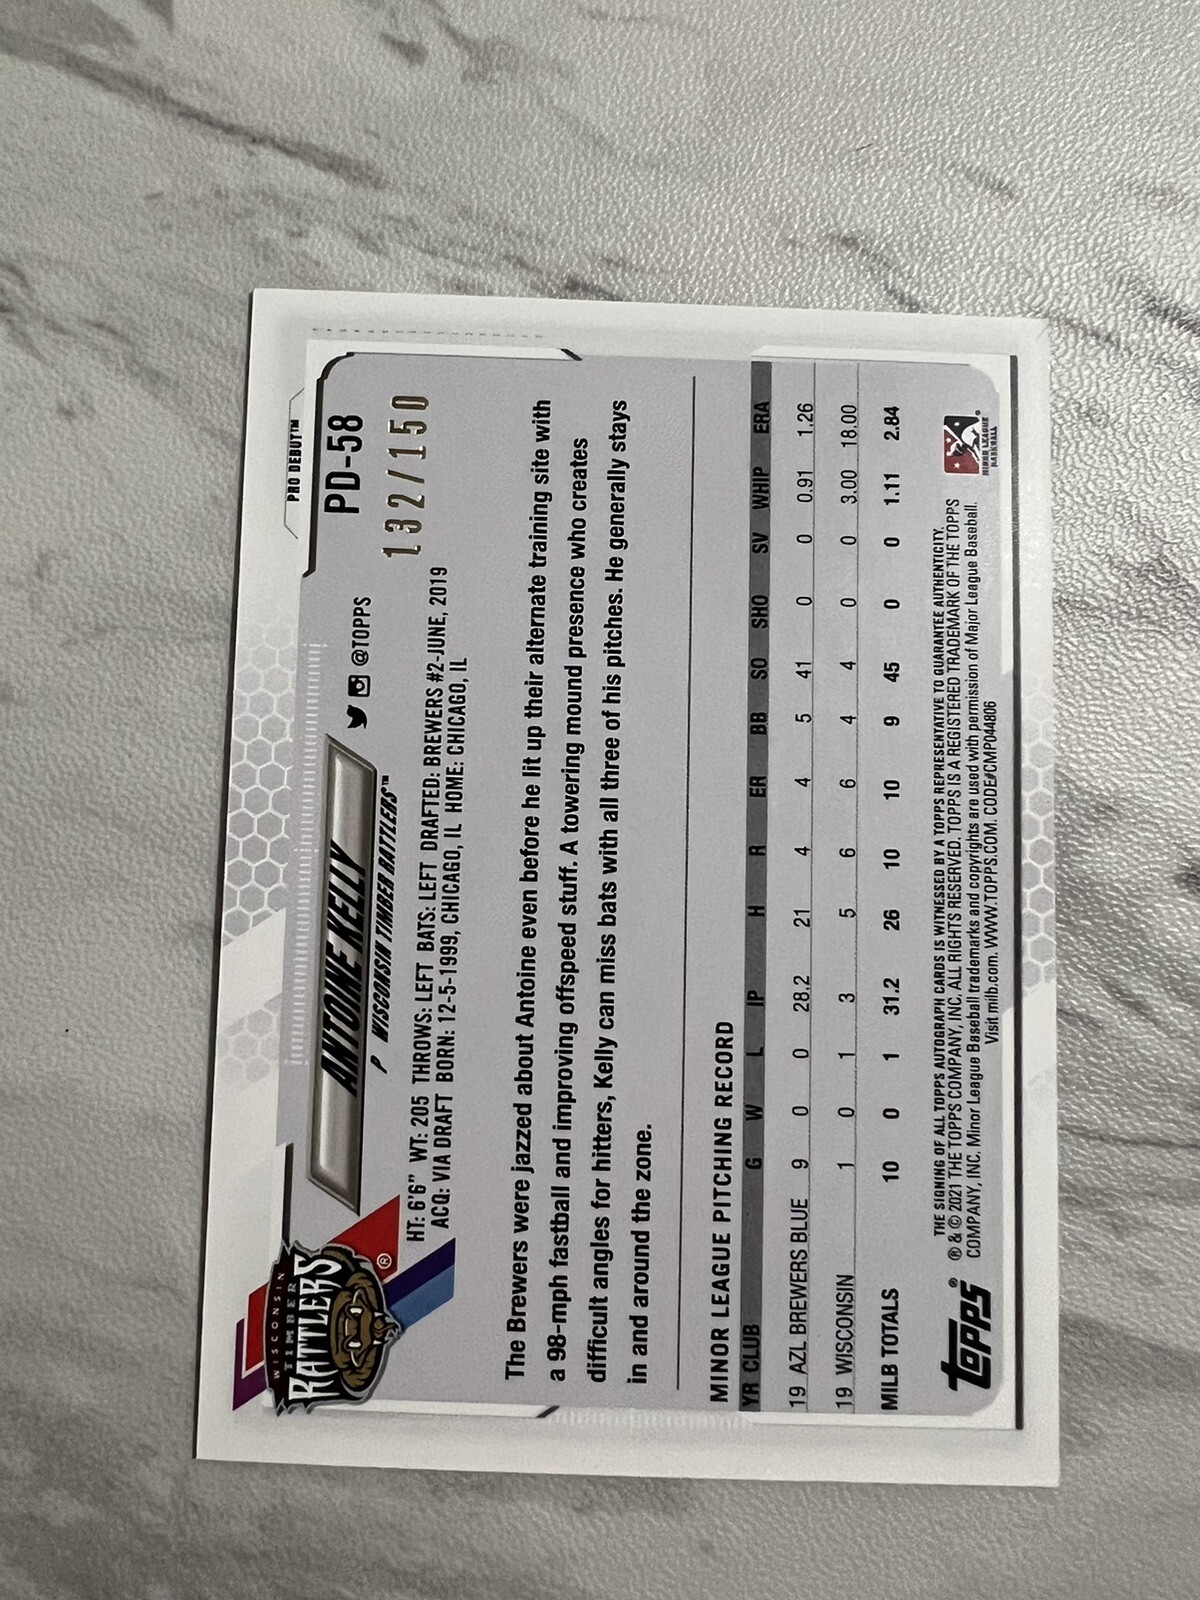 PRO DEBUT™
PD-58
132/150
WISCONSIN
TIMBER
RATTLERS
®
ANTOINE KELLY
@TOPPS
P WISCONSIN TIMBER RATTLERS™
HT: 6'6" WT: 205 THROWS: LEFT BATS: LEFT DRAFTED: BREWERS #2-JUNE, 2019
ACQ: VIA DRAFT BORN: 12-5-1999, CHICAGO, IL HOME: CHICAGO, IL
The Brewers were jazzed about Antoine even before he lit up their alternate training site with
a 98-mph fastball and improving offspeed stuff. A towering mound presence who creates
difficult angles for hitters, Kelly can miss bats with all three of his pitches. He generally stays
in and around the zone.
MINOR LEAGUE PITCHING RECORD
YR CLUB G W L IP H R ER BB SO SHO SV WHIP ERA
19 AZL BREWERS BLUE 9 0 0 28.2 21 4 4 5 41 0 0 0.91 1.26
19 WISCONSIN 1 0 1 3 5 6 6 4 4 0 0 3.00 18.00
MILB TOTALS 10 0 1 31.2 26 10 10 9 45 0 0 1.11 2.84
topps®
THE SIGNING OF ALL TOPPS AUTOGRAPH CARDS IS WITNESSED BY A TOPPS REPRESENTATIVE TO GUARANTEE AUTHENTICITY.
® & © 2021 THE TOPPS COMPANY, INC. ALL RIGHTS RESERVED. TOPPS IS A REGISTERED TRADEMARK OF THE TOPPS
COMPANY, INC. Minor League Baseball trademarks and copyrights are used with permission of Major League Baseball.
Visit milb.com. WWW.TOPPS.COM. CODE#CMP044806
MINOR LEAGUE
BASEBALL